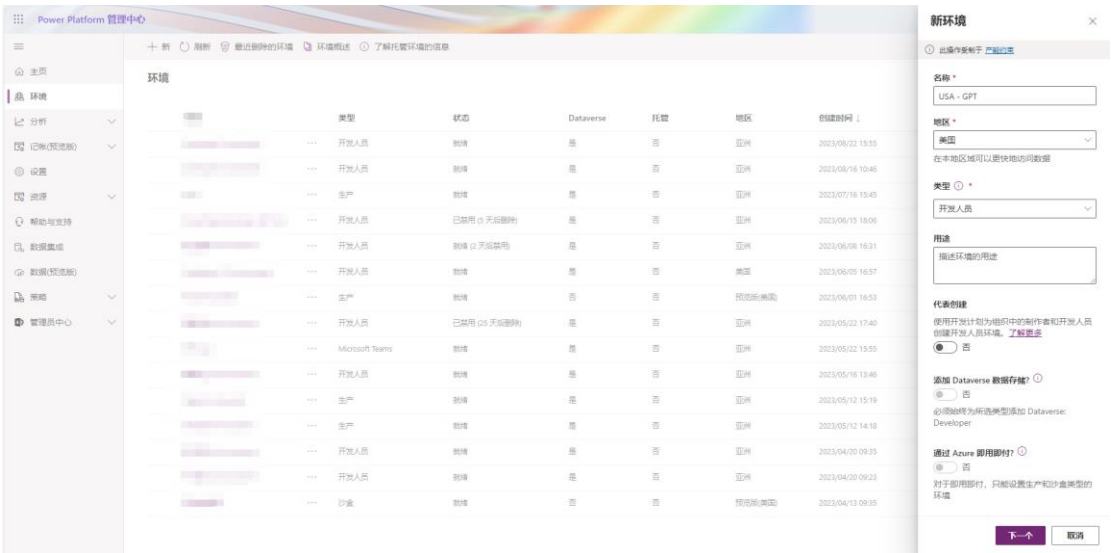 Power Platform 管理中心
新 刷新 最近删除的环境 环境概述 了解托管环境的信息
主页
环境
分析
记帐(预览版)
设置
资源
帮助与支持
数据集成
数据(预览版)
策略
管理员中心
环境
类型 状态 Dataverse 托管 地区 创建时间 ↓
... 开发人员 就绪 是 否 亚洲 2023/08/22 15:55
... 开发人员 就绪 是 否 亚洲 2023/08/16 10:46
... 生产 就绪 是 否 亚洲 2023/07/16 15:45
... 开发人员 已禁用 (5 天后删除) 是 否 亚洲 2023/06/15 18:06
... 开发人员 就绪 (2 天后禁用) 是 否 亚洲 2023/06/08 16:31
... 开发人员 就绪 是 否 美国 2023/06/05 16:57
... 生产 就绪 否 否 预览版(美国) 2023/06/01 16:53
... 开发人员 已禁用 (25 天后删除) 是 否 亚洲 2023/05/22 17:40
... Microsoft Teams 就绪 是 否 亚洲 2023/05/22 15:55
... 开发人员 就绪 是 否 亚洲 2023/05/16 13:46
... 生产 就绪 是 否 亚洲 2023/05/12 15:19
... 生产 就绪 是 否 亚洲 2023/05/12 14:18
... 开发人员 就绪 是 否 亚洲 2023/04/20 09:35
... 开发人员 就绪 是 否 亚洲 2023/04/20 09:23
... 沙盒 就绪 否 否 预览版(美国) 2023/04/13 09:35
新环境
此操作受制于 产能约束
名称 *
USA - GPT
地区 *
美国
在本地区域可以更快地访问数据
类型 *
开发人员
用途
描述环境的用途
代表创建
使用开发计划为组织中的制作者和开发人员
创建开发人员环境。了解更多
否
添加 Dataverse 数据存储?
否
必须始终为所选类型添加 Dataverse:
Developer
通过 Azure 即用即付?
否
对于即用即付，只能设置生产和沙盒类型的
环境
下一个 取消